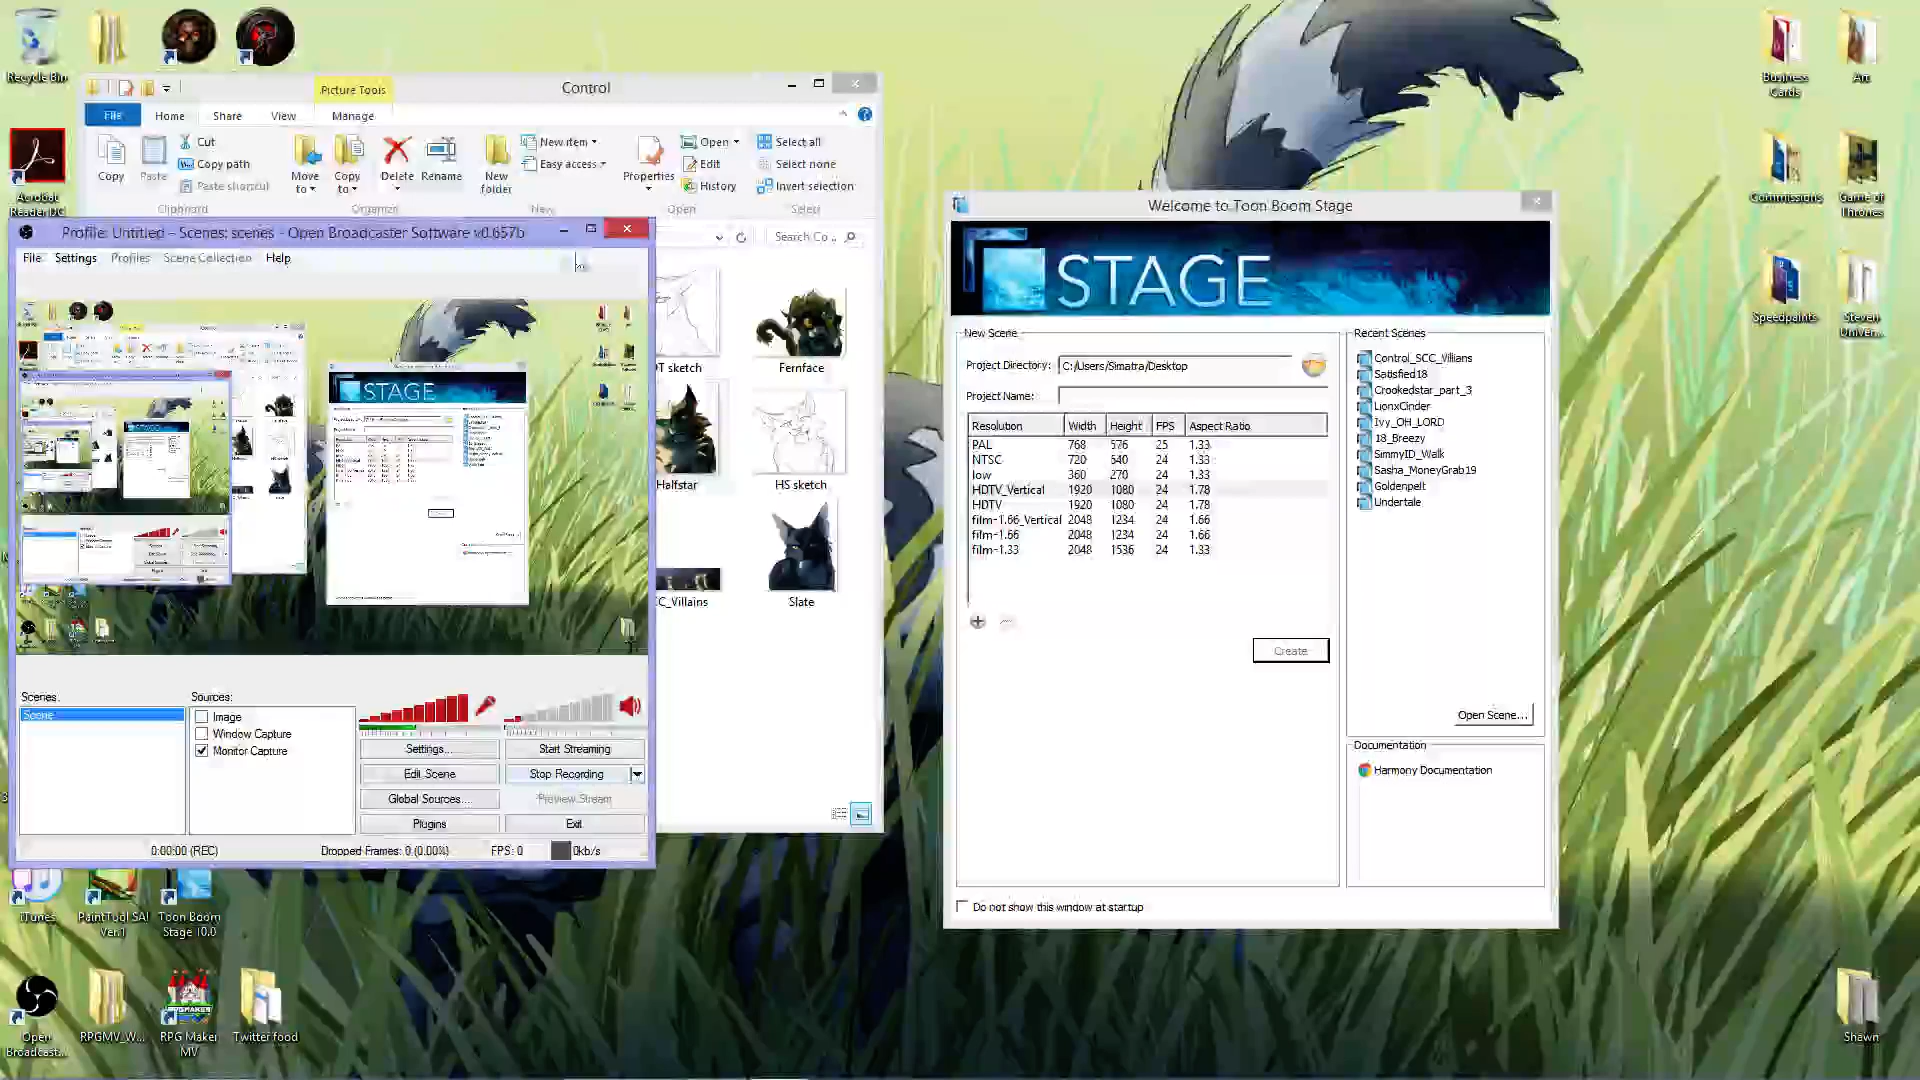 Recycle Bin
Acrobat
Reader DC
Picture Tools
Control
File
Home
Share
View
Manage
Copy
Paste
Cut
Copy path
Paste shortcut
Move
to
Copy
to
Delete
Rename
New
folder
New item
Easy access
Properties
Open
Edit
History
Select all
Select none
Invert selection
Clipboard
Organize
New
Open
Select
Search Co...
T sketch
Fernface
Halfstar
HS sketch
C_Villains
Slate
Profile: Untitled - Scenes: scenes - Open Broadcaster Software v0.657b
File
Settings
Profiles
Scene Collection
Help
STAGE
Scenes:
Scene
Sources:
Image
Window Capture
Monitor Capture
Settings...
Start Streaming
Edit Scene
Stop Recording
Global Sources...
Preview Stream
Plugins
Exit
0:00:00 (REC)
Dropped Frames: 0 (0.00%)
FPS: 0
0kb/s
Welcome to Toon Boom Stage
STAGE
New Scene
Project Directory:
C:/Users/Simatra/Desktop
Project Name:
Resolution Width Height FPS Aspect Ratio
PAL 768 576 25 1.33
NTSC 720 540 24 1.33
low 360 270 24 1.33
HDTV_Vertical 1920 1080 24 1.78
HDTV 1920 1080 24 1.78
film-1.66_Vertical 2048 1234 24 1.66
film-1.66 2048 1234 24 1.66
film-1.33 2048 1536 24 1.33
Create
Recent Scenes
Control_SCC_Villians
Satisfied18
Crookedstar_part_3
LionxCinder
Ivy_OH_LORD
18_Breezy
SimmyID_Walk
Sasha_MoneyGrab19
Goldenpelt
Undertale
Open Scene...
Documentation
Harmony Documentation
Do not show this window at startup
Business
Cards
Art
Commissions
Game of
Thrones
Speedpaints
Steven
Univer...
iTunes
PaintTool SAI
Ver.1
Toon Boom
Stage 10.0
Open
Broadcast...
RPGMV_W...
RPG Maker
MV
Twitter food
Shawn